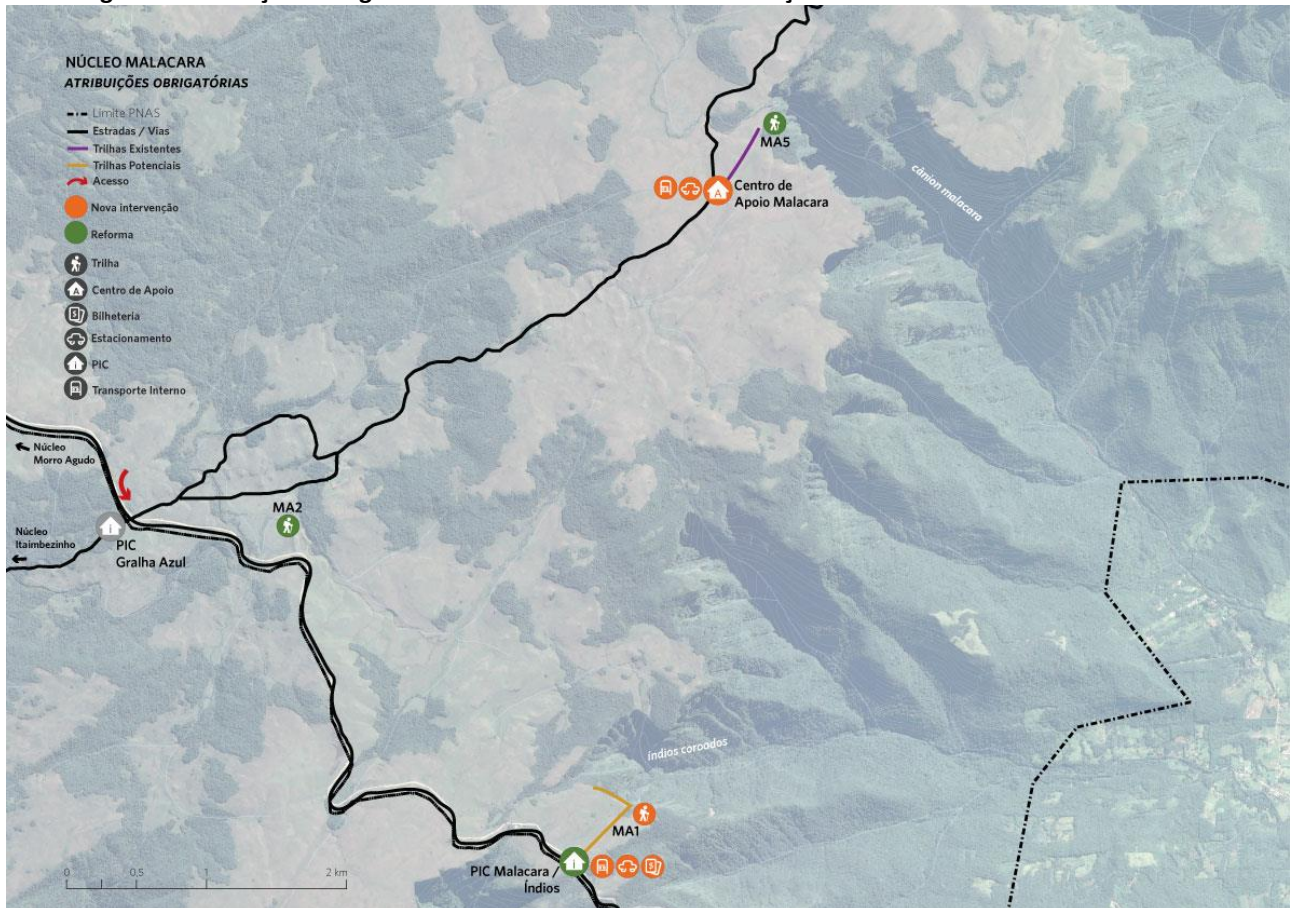 NÚCLEO MALACARA
ATRIBUIÇÕES OBRIGATÓRIAS
Limite PNAS
Estradas / Vias
Trilhas Existentes
Trilhas Potenciais
Acesso
Nova intervenção
Reforma
Trilha
A
Centro de Apoio
Bilheteria
Estacionamento
PIC
Transporte Interno
MA5
A
Centro de
Apoio Malacara
cânion malacara
Núcleo
Morro Agudo
MA2
Núcleo
Itaimbezinho
PIC
Gralha Azul
índios coroados
MA1
PIC Malacara /
Índios
0
0,5
1
2 km